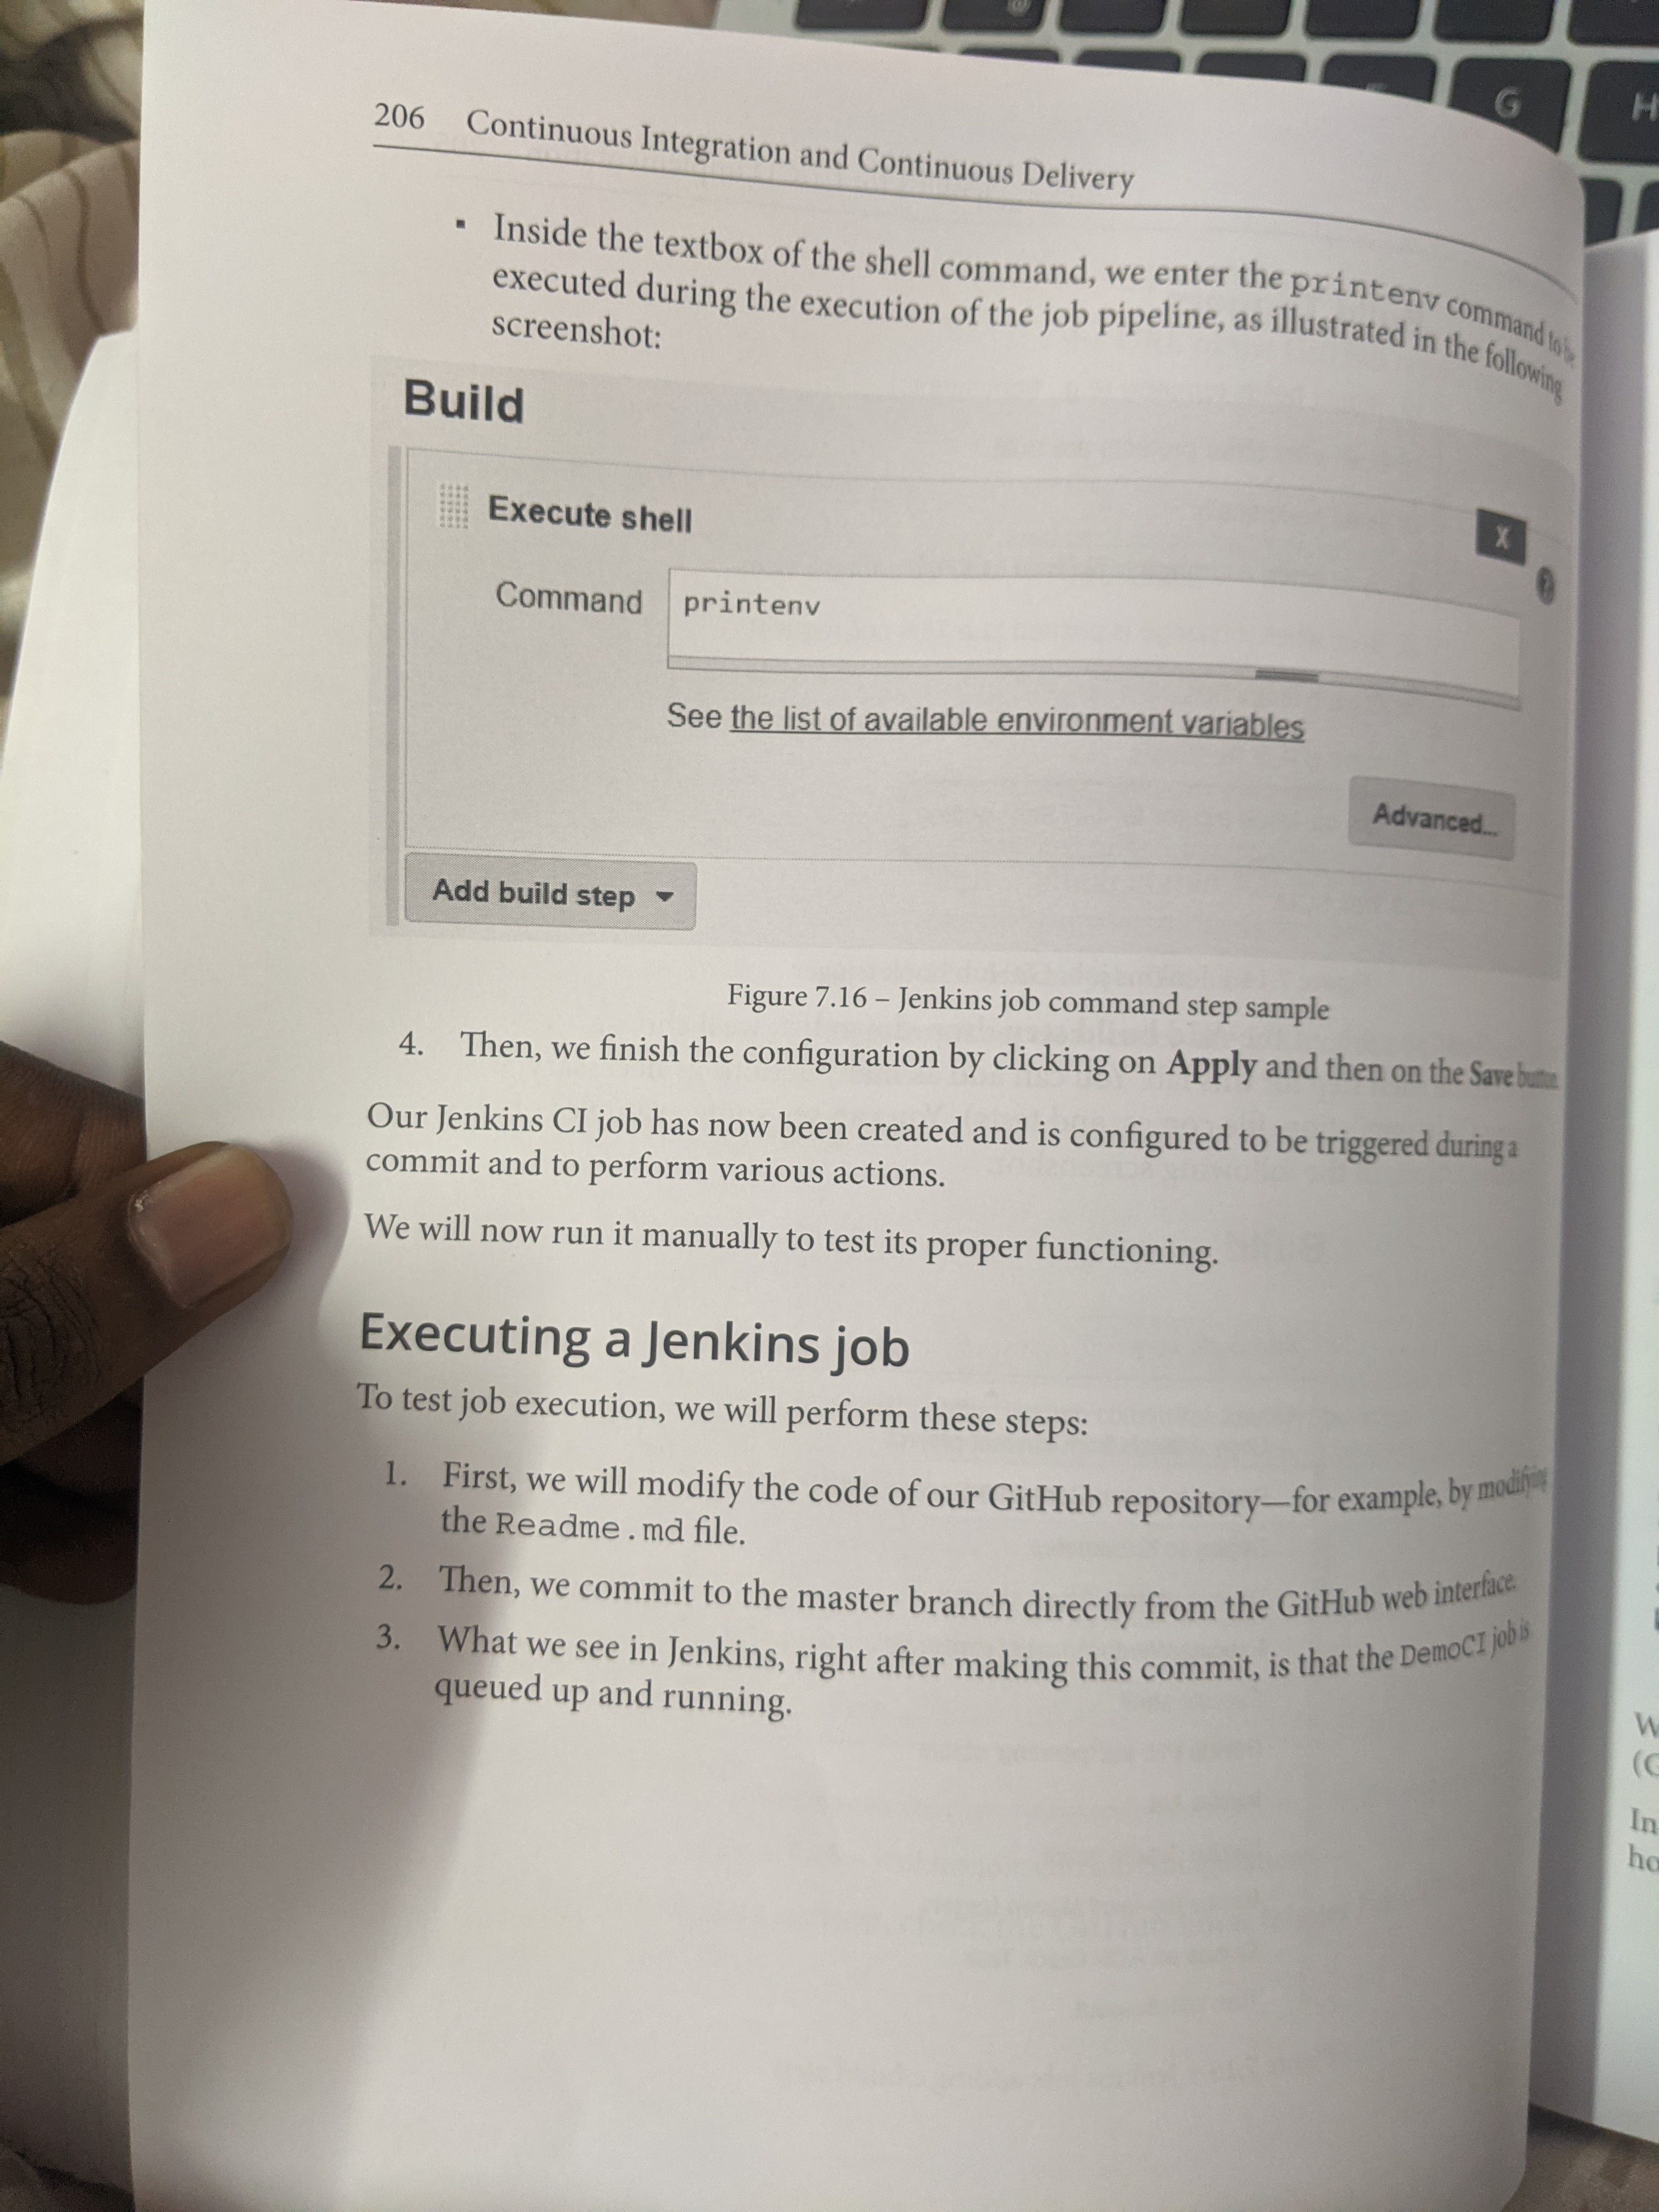 G
H
206 Continuous Integration and Continuous Delivery
▪ Inside the textbox of the shell command, we enter the printenv command to be
executed during the execution of the job pipeline, as illustrated in the following
screenshot:
Build
Execute shell
X
Command printenv
?
See the list of available environment variables
Advanced...
Add build step
Figure 7.16 – Jenkins job command step sample
4. Then, we finish the configuration by clicking on Apply and then on the Save button.
Our Jenkins CI job has now been created and is configured to be triggered during a
commit and to perform various actions.
We will now run it manually to test its proper functioning.
Executing a Jenkins job
To test job execution, we will perform these steps:
1. First, we will modify the code of our GitHub repository—for example, by modifying
the Readme.md file.
2. Then, we commit to the master branch directly from the GitHub web interface.
3. What we see in Jenkins, right after making this commit, is that the DemoCI job is
queued up and running.
W
(G
In
ho